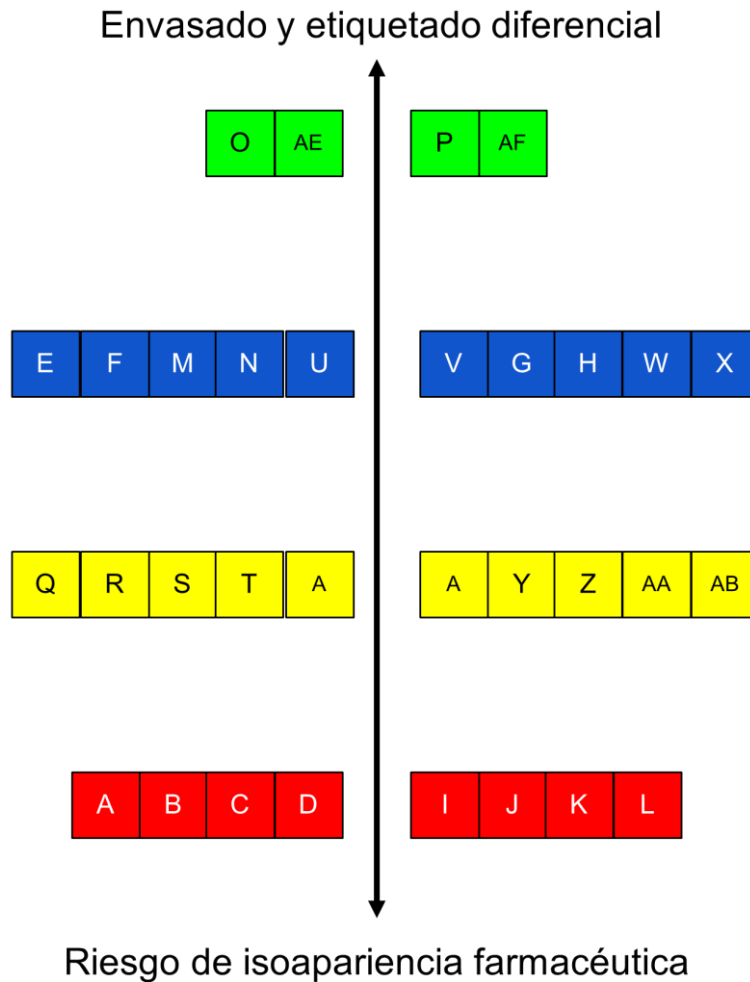 Envasado y etiquetado diferencial
O AE P AF
E F M N U V G H W X
Q R S T A A Y Z AA AB
A B C D I J K L
Riesgo de isoapariencia farmacéutica